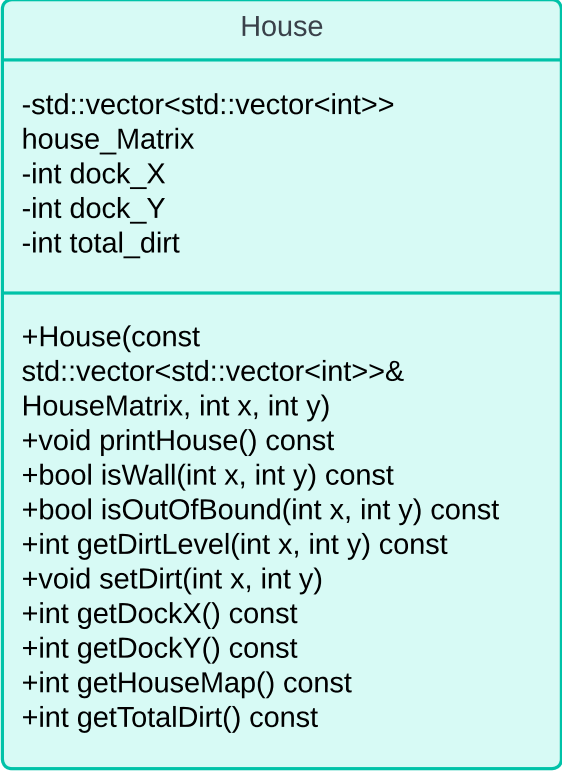 House
-std::vector<std::vector<int>>
house_Matrix
-int dock_X
-int dock_Y
-int total_dirt
+House(const
std::vector<std::vector<int>>&
HouseMatrix, int x, int y)
+void printHouse() const
+bool isWall(int x, int y) const
+bool isOutOfBound(int x, int y) const
+int getDirtLevel(int x, int y) const
+void setDirt(int x, int y)
+int getDockX() const
+int getDockY() const
+int getHouseMap() const
+int getTotalDirt() const